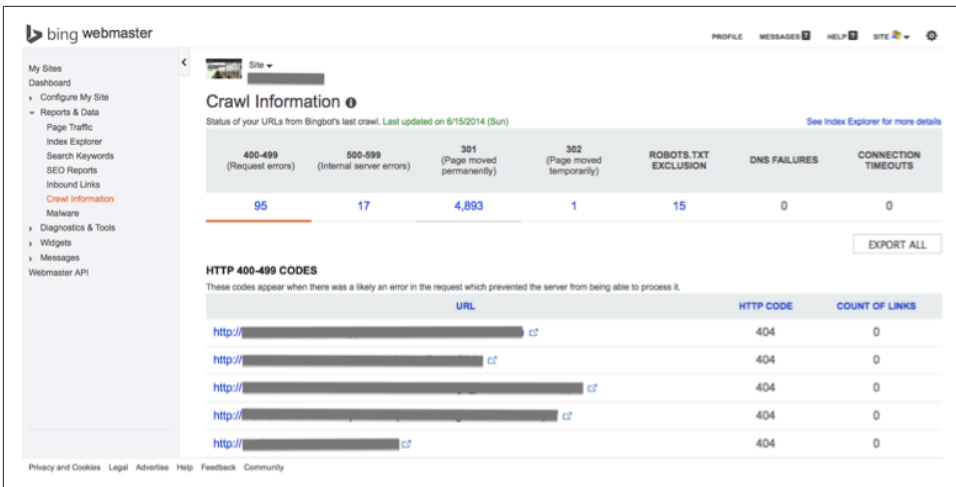 bing webmaster
PROFILE MESSAGES ? HELP ? SITE
My Sites
Dashboard
Configure My Site
Reports & Data
Page Traffic
Index Explorer
Search Keywords
SEO Reports
Inbound Links
Crawl Information
Malware
Diagnostics & Tools
Widgets
Messages
Webmaster API
Site
Crawl Information
Status of your URLs from Bingbot's last crawl. Last updated on 6/15/2014 (Sun) See Index Explorer for more details
400-499 (Request errors) 500-599 (Internal server errors) 301 (Page moved permanently) 302 (Page moved temporarily) ROBOTS.TXT EXCLUSION DNS FAILURES CONNECTION TIMEOUTS
95 17 4,893 1 15 0 0
EXPORT ALL
HTTP 400-499 CODES
These codes appear when there was a likely an error in the request which prevented the server from being able to process it.
URL HTTP CODE COUNT OF LINKS
http:// 404 0
http:// 404 0
http:// 404 0
http:// 404 0
http:// 404 0
Privacy and Cookies Legal Advertise Help Feedback Community